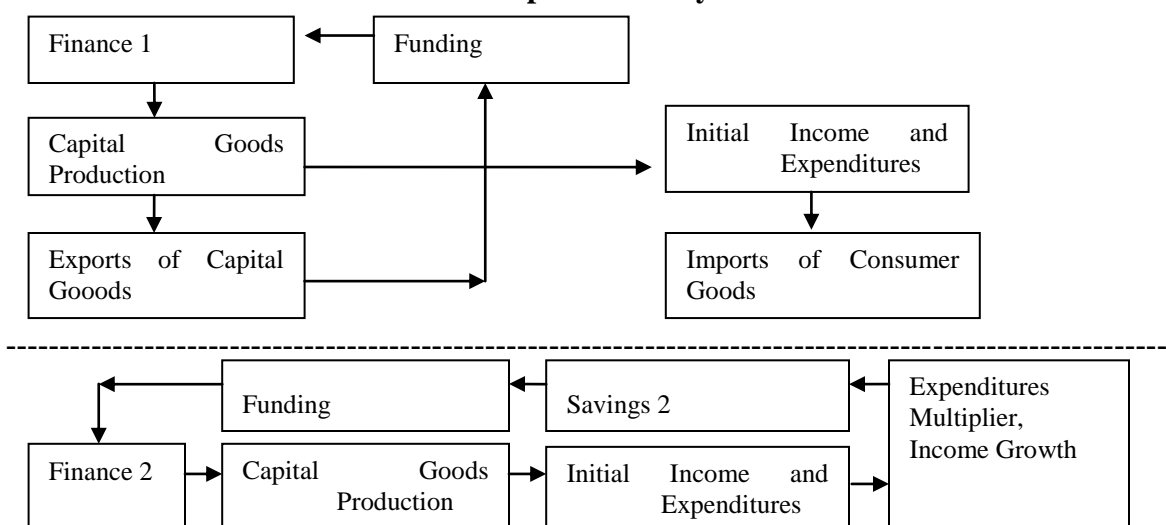 Finance 1
Funding
Capital Goods
Production
Initial Income and
Expenditures
Exports of Capital
Gooods
Imports of Consumer
Goods
Funding
Savings 2
Expenditures
Multiplier,
Income Growth
Finance 2
Capital Goods
Production
Initial Income and
Expenditures